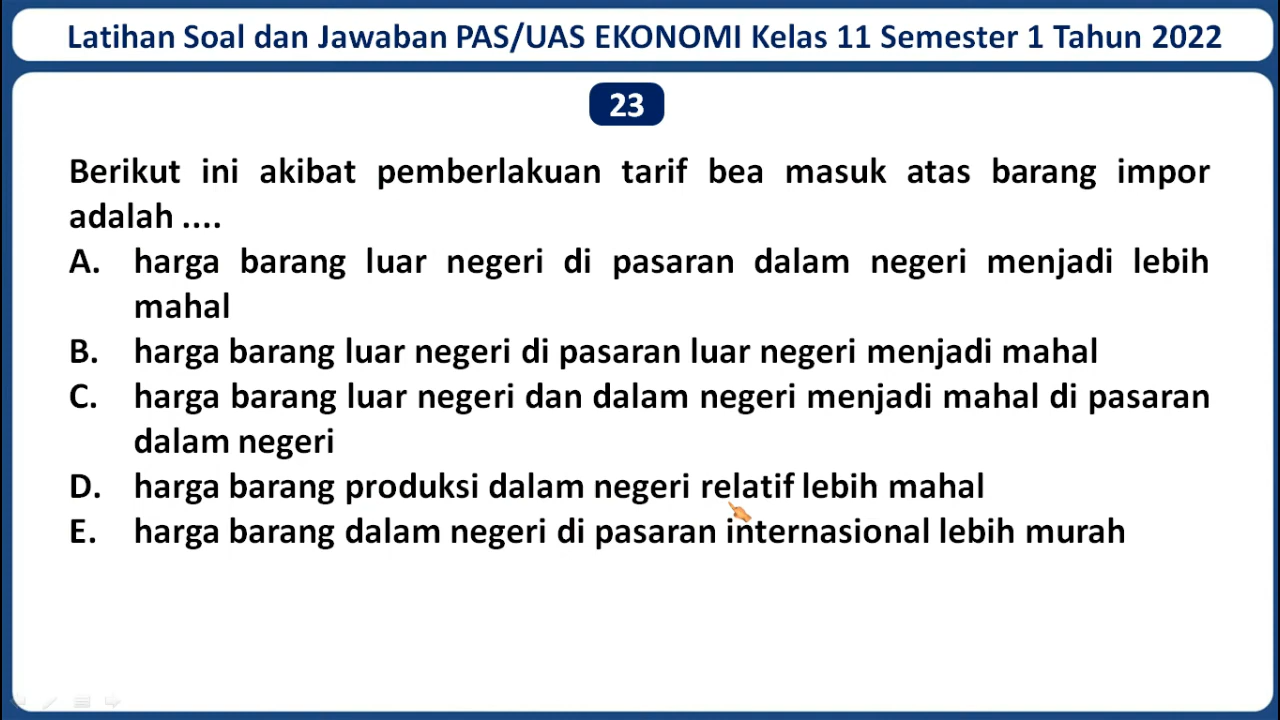 Latihan Soal dan Jawaban PAS/UAS EKONOMI Kelas 11 Semester 1 Tahun 2022
23
Berikut ini akibat pemberlakuan tarif bea masuk atas barang impor
adalah ....
A. harga barang luar negeri di pasaran dalam negeri menjadi lebih
mahal
B. harga barang luar negeri di pasaran luar negeri menjadi mahal
C. harga barang luar negeri dan dalam negeri menjadi mahal di pasaran
dalam negeri
D. harga barang produksi dalam negeri relatif lebih mahal
E. harga barang dalam negeri di pasaran internasional lebih murah